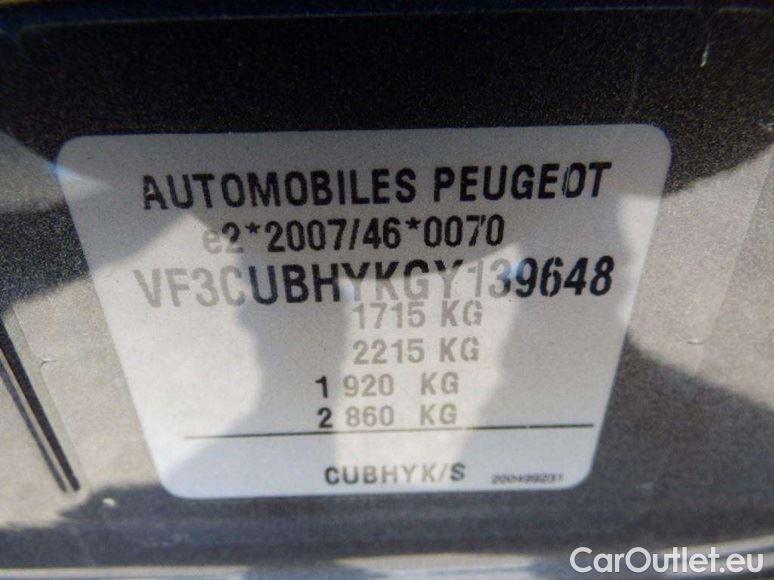 AUTOMOBILES PEUGEOT
e2*2007/46*0070
VF3CUBHYKGY139648
1715 KG
2215 KG
1 920 KG
2 860 KG
CUBHYK/S 200499231
CarOutlet.eu